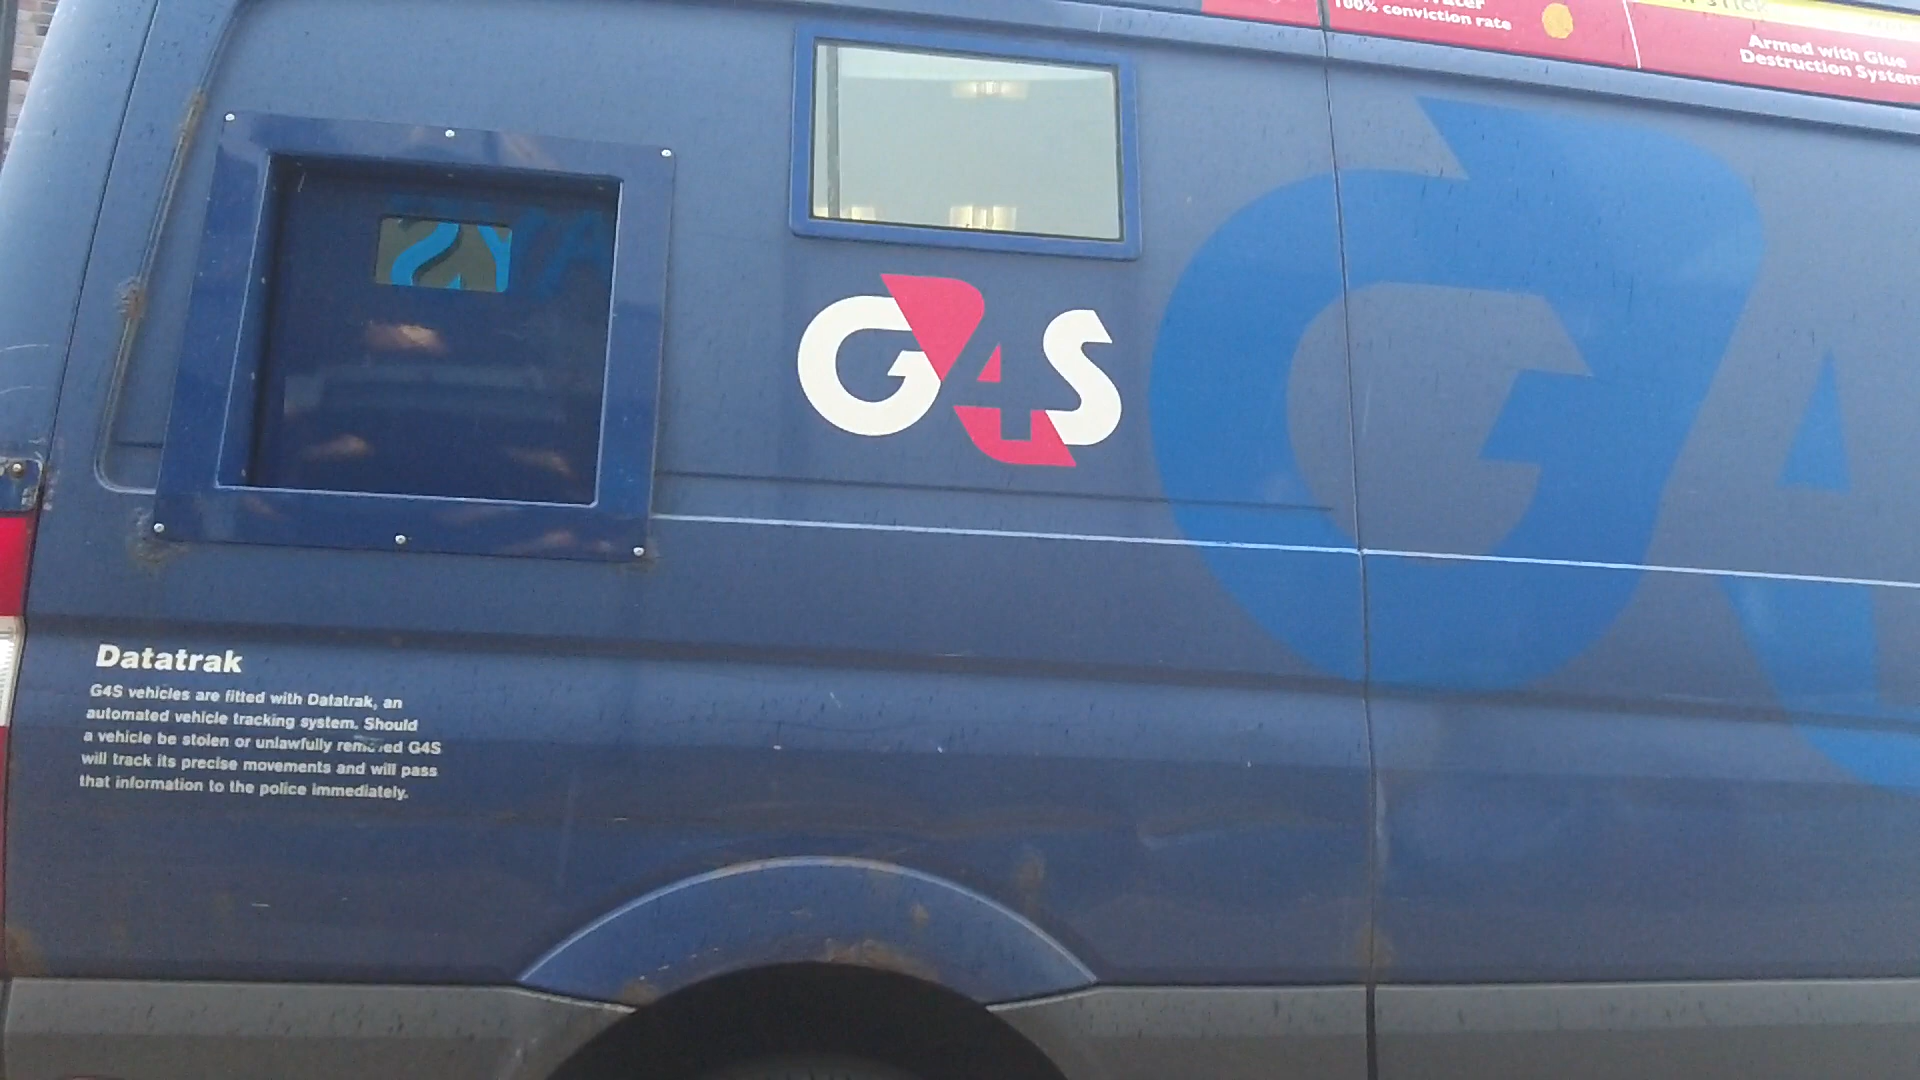 100% conviction rate
STICK
Armed with Glue
Destruction System
G4S
G4
Datatrak
G4S vehicles are fitted with Datatrak, an
automated vehicle tracking system. Should
a vehicle be stolen or unlawfully removed G4S
will track its precise movements and will pass
that information to the police immediately.